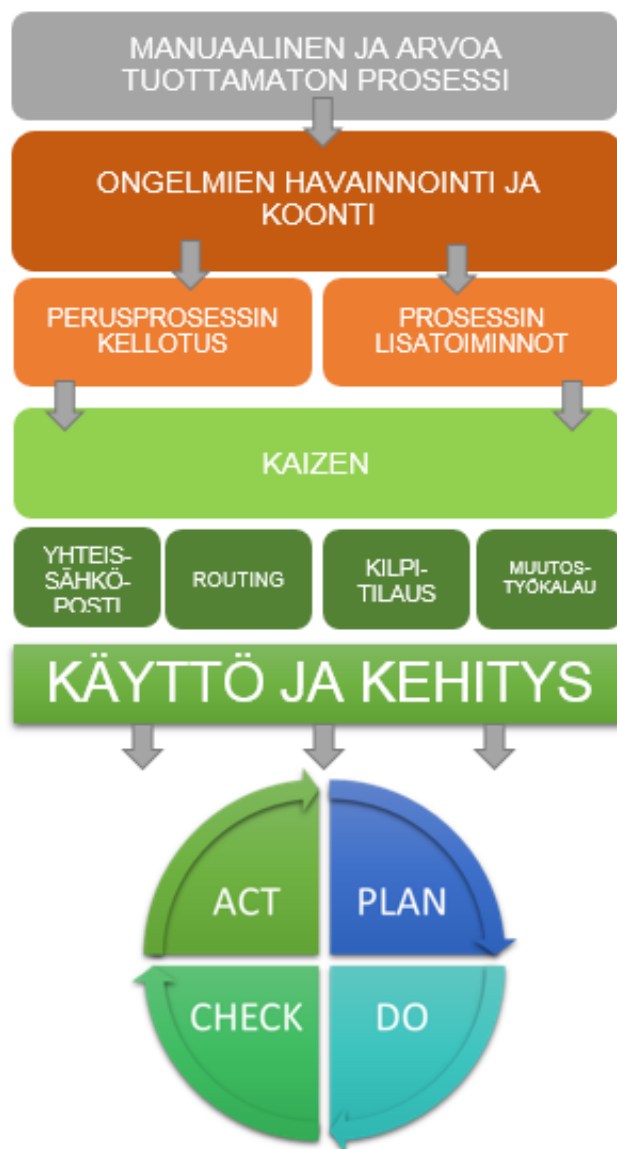 MANUAALINEN JA ARVOA
TUOTTAMATON PROSESSI
ONGELMIEN HAVAINNOINTI JA
KOONTI
PERUSPROSESSIN
KELLOTUS
PROSESSIN
LISATOIMINNOT
KAIZEN
YHTEIS-
SÄHKÖ-
POSTI
ROUTING
KILPI-
TILAUS
MUUTOS-
TYÖKALAU
KÄYTTÖ JA KEHITYS
ACT
PLAN
CHECK
DO